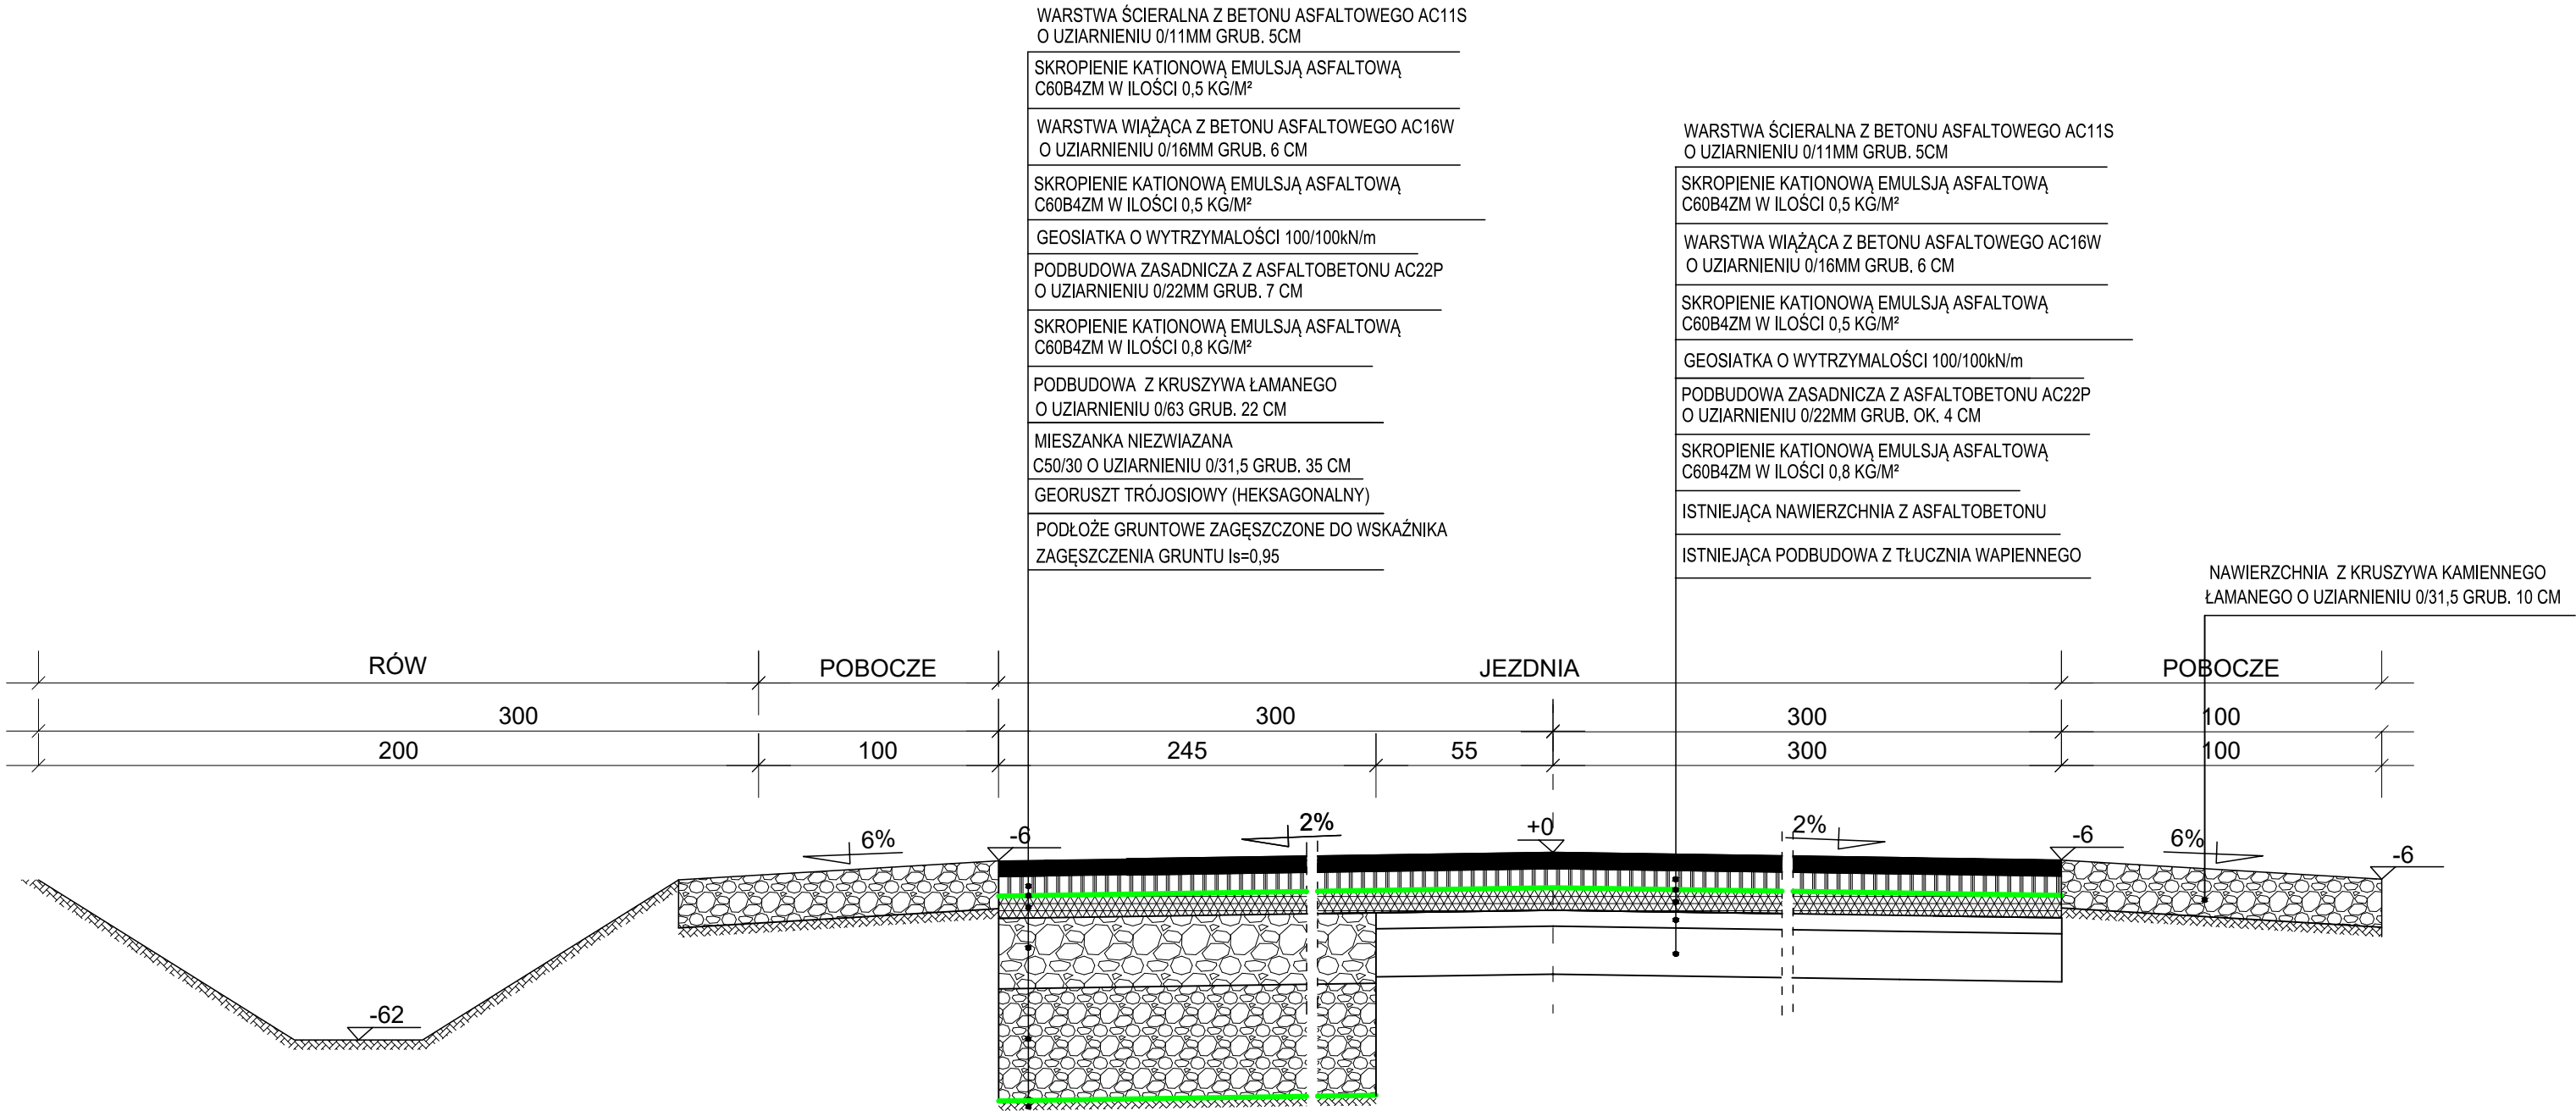 WARSTWA ŚCIERALNA Z BETONU ASFALTOWEGO AC11S
O UZIARNIENIU 0/11MM GRUB. 5CM
SKROPIENIE KATIONOWĄ EMULSJĄ ASFALTOWĄ
C60B4ZM W ILOŚCI 0,5 KG/M²
WARSTWA WIĄŻĄCA Z BETONU ASFALTOWEGO AC16W
O UZIARNIENIU 0/16MM GRUB. 6 CM
SKROPIENIE KATIONOWĄ EMULSJĄ ASFALTOWĄ
C60B4ZM W ILOŚCI 0,5 KG/M²
GEOSIATKA O WYTRZYMALOŚCI 100/100kN/m
PODBUDOWA ZASADNICZA Z ASFALTOBETONU AC22P
O UZIARNIENIU 0/22MM GRUB. 7 CM
SKROPIENIE KATIONOWĄ EMULSJĄ ASFALTOWĄ
C60B4ZM W ILOŚCI 0,8 KG/M²
PODBUDOWA Z KRUSZYWA ŁAMANEGO
O UZIARNIENIU 0/63 GRUB. 22 CM
MIESZANKA NIEZWIAZANA
C50/30 O UZIARNIENIU 0/31,5 GRUB. 35 CM
GEORUSZT TRÓJOSIOWY (HEKSAGONALNY)
PODŁOŻE GRUNTOWE ZAGĘSZCZONE DO WSKAŹNIKA
ZAGĘSZCZENIA GRUNTU Is=0,95
WARSTWA ŚCIERALNA Z BETONU ASFALTOWEGO AC11S
O UZIARNIENIU 0/11MM GRUB. 5CM
SKROPIENIE KATIONOWĄ EMULSJĄ ASFALTOWĄ
C60B4ZM W ILOŚCI 0,5 KG/M²
WARSTWA WIĄŻĄCA Z BETONU ASFALTOWEGO AC16W
O UZIARNIENIU 0/16MM GRUB. 6 CM
SKROPIENIE KATIONOWĄ EMULSJĄ ASFALTOWĄ
C60B4ZM W ILOŚCI 0,5 KG/M²
GEOSIATKA O WYTRZYMALOŚCI 100/100kN/m
PODBUDOWA ZASADNICZA Z ASFALTOBETONU AC22P
O UZIARNIENIU 0/22MM GRUB. OK. 4 CM
SKROPIENIE KATIONOWĄ EMULSJĄ ASFALTOWĄ
C60B4ZM W ILOŚCI 0,8 KG/M²
ISTNIEJĄCA NAWIERZCHNIA Z ASFALTOBETONU
ISTNIEJĄCA PODBUDOWA Z TŁUCZNIA WAPIENNEGO
NAWIERZCHNIA Z KRUSZYWA KAMIENNEGO
ŁAMANEGO O UZIARNIENIU 0/31,5 GRUB. 10 CM
RÓW POBOCZE JEZDNIA POBOCZE
300 300 300 100
200 100 245 55 300 100
6% -6 2% +0 2% -6 6% -6
-62